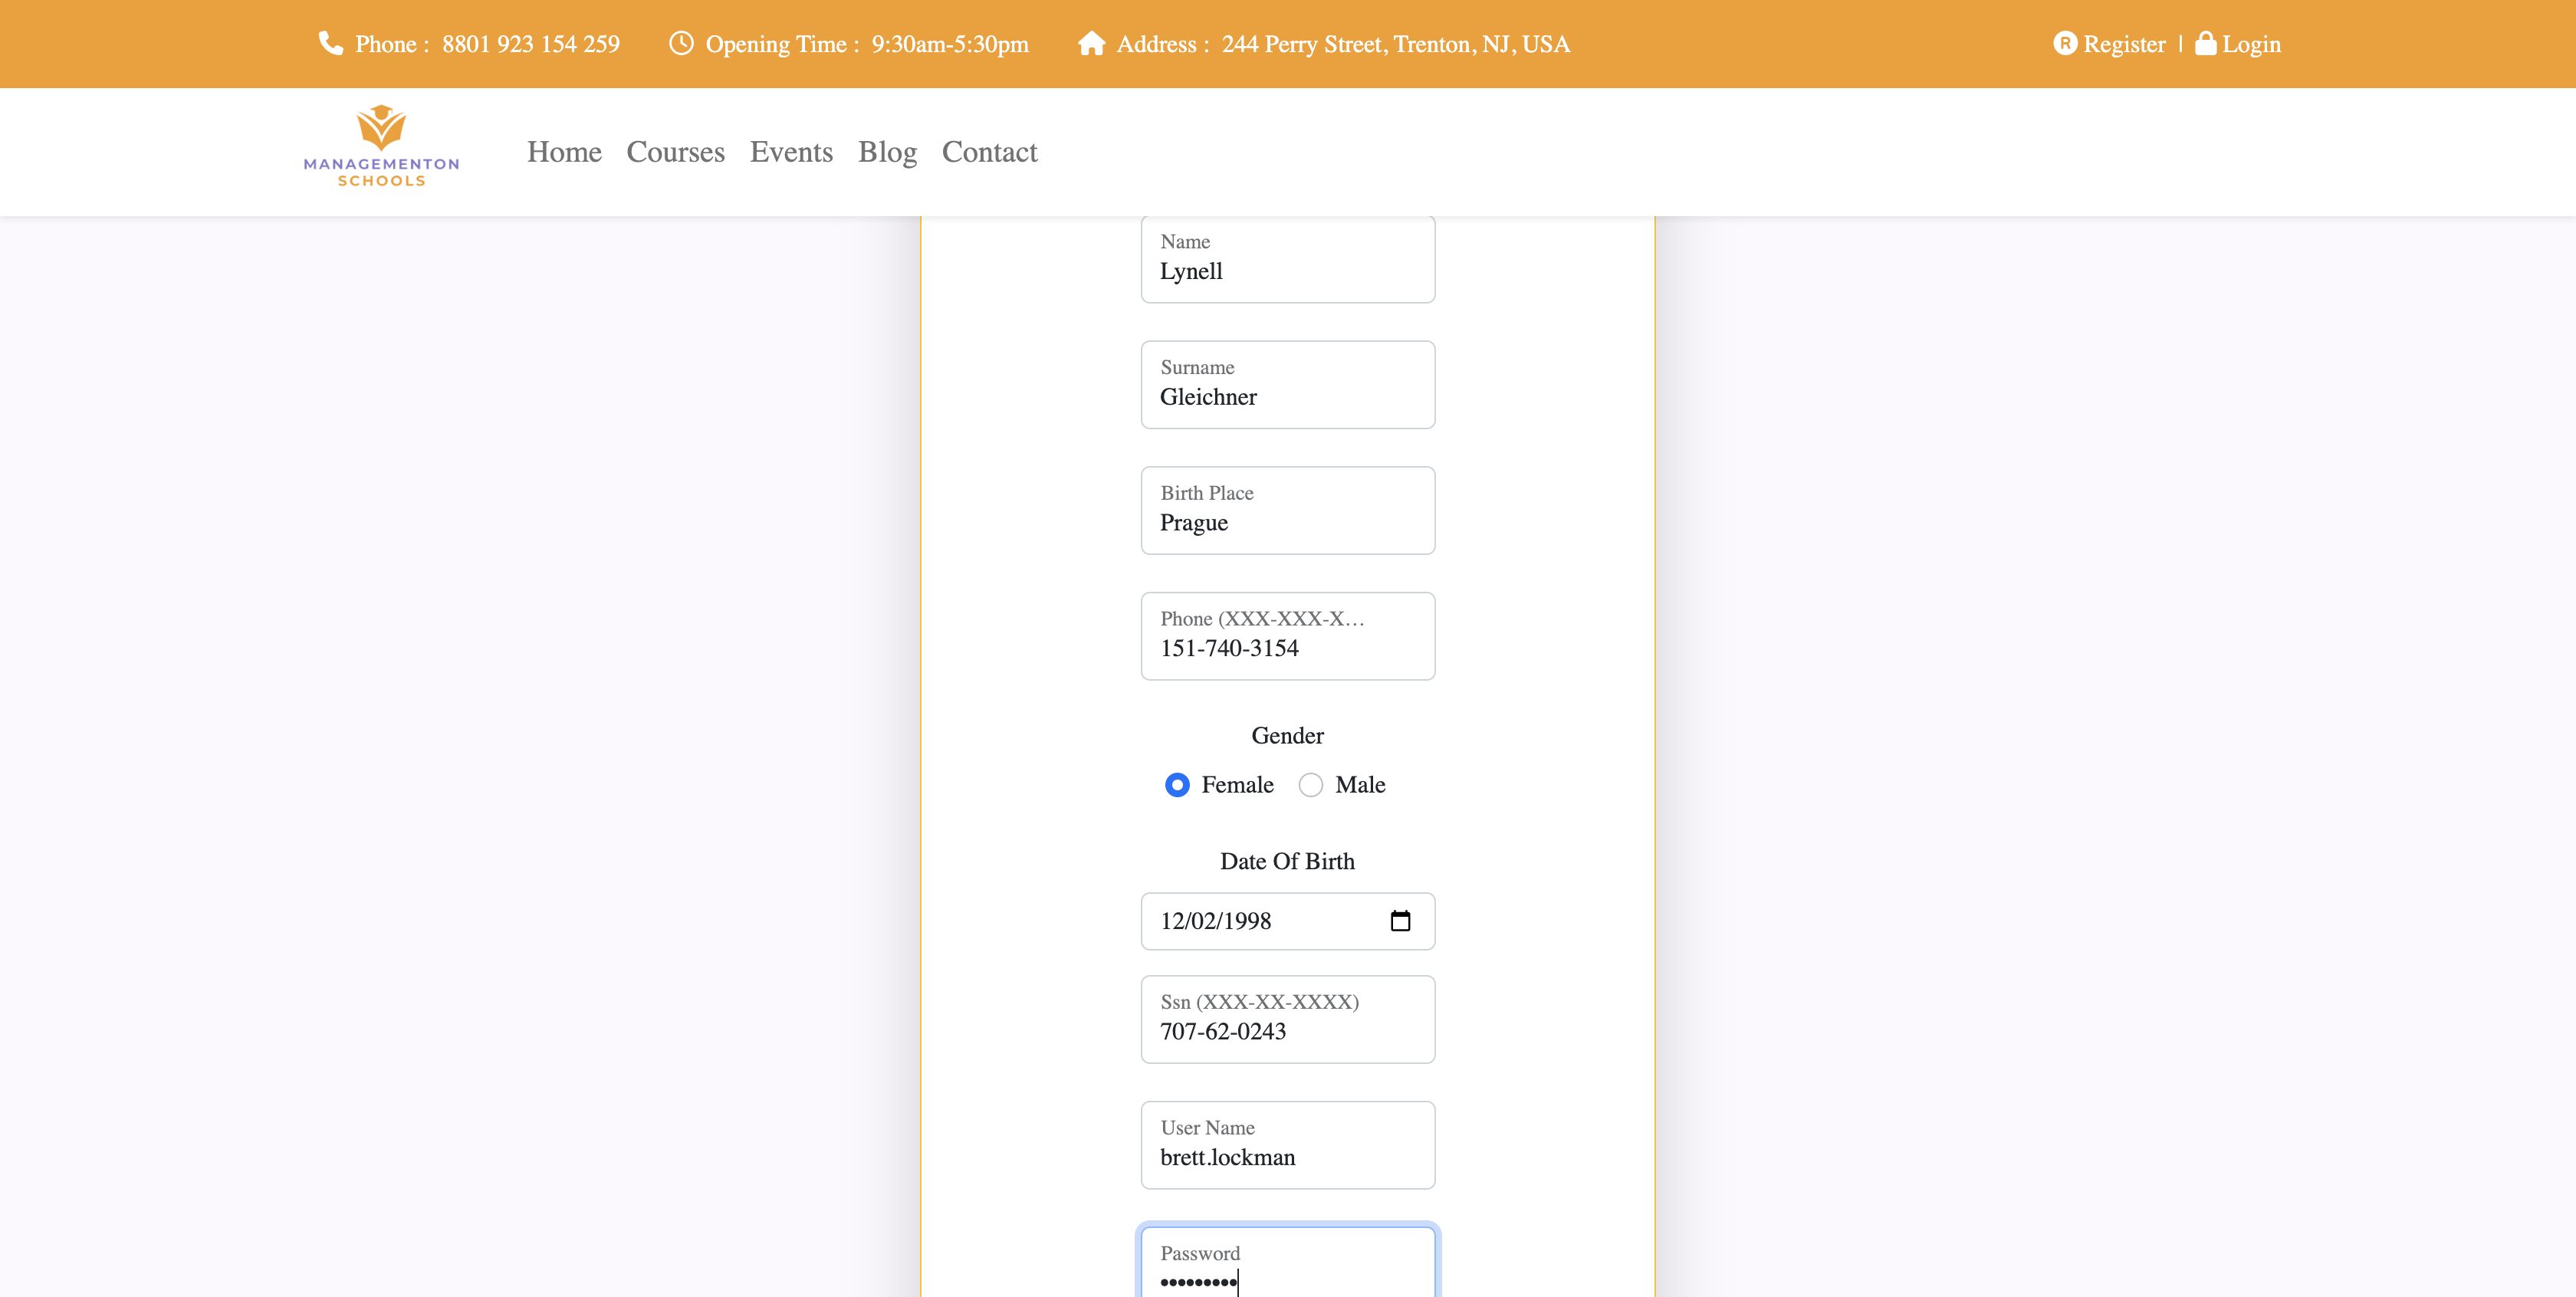 Phone : 8801 923 154 259 Opening Time : 9:30am-5:30pm Address : 244 Perry Street, Trenton, NJ, USA Register | Login
MANAGEMENTON
SCHOOLS
Home Courses Events Blog Contact
Name
Lynell
Surname
Gleichner
Birth Place
Prague
Phone (XXX-XXX-X…
151-740-3154
Gender
Female Male
Date Of Birth
12/02/1998
Ssn (XXX-XX-XXXX)
707-62-0243
User Name
brett.lockman
Password
•••••••••